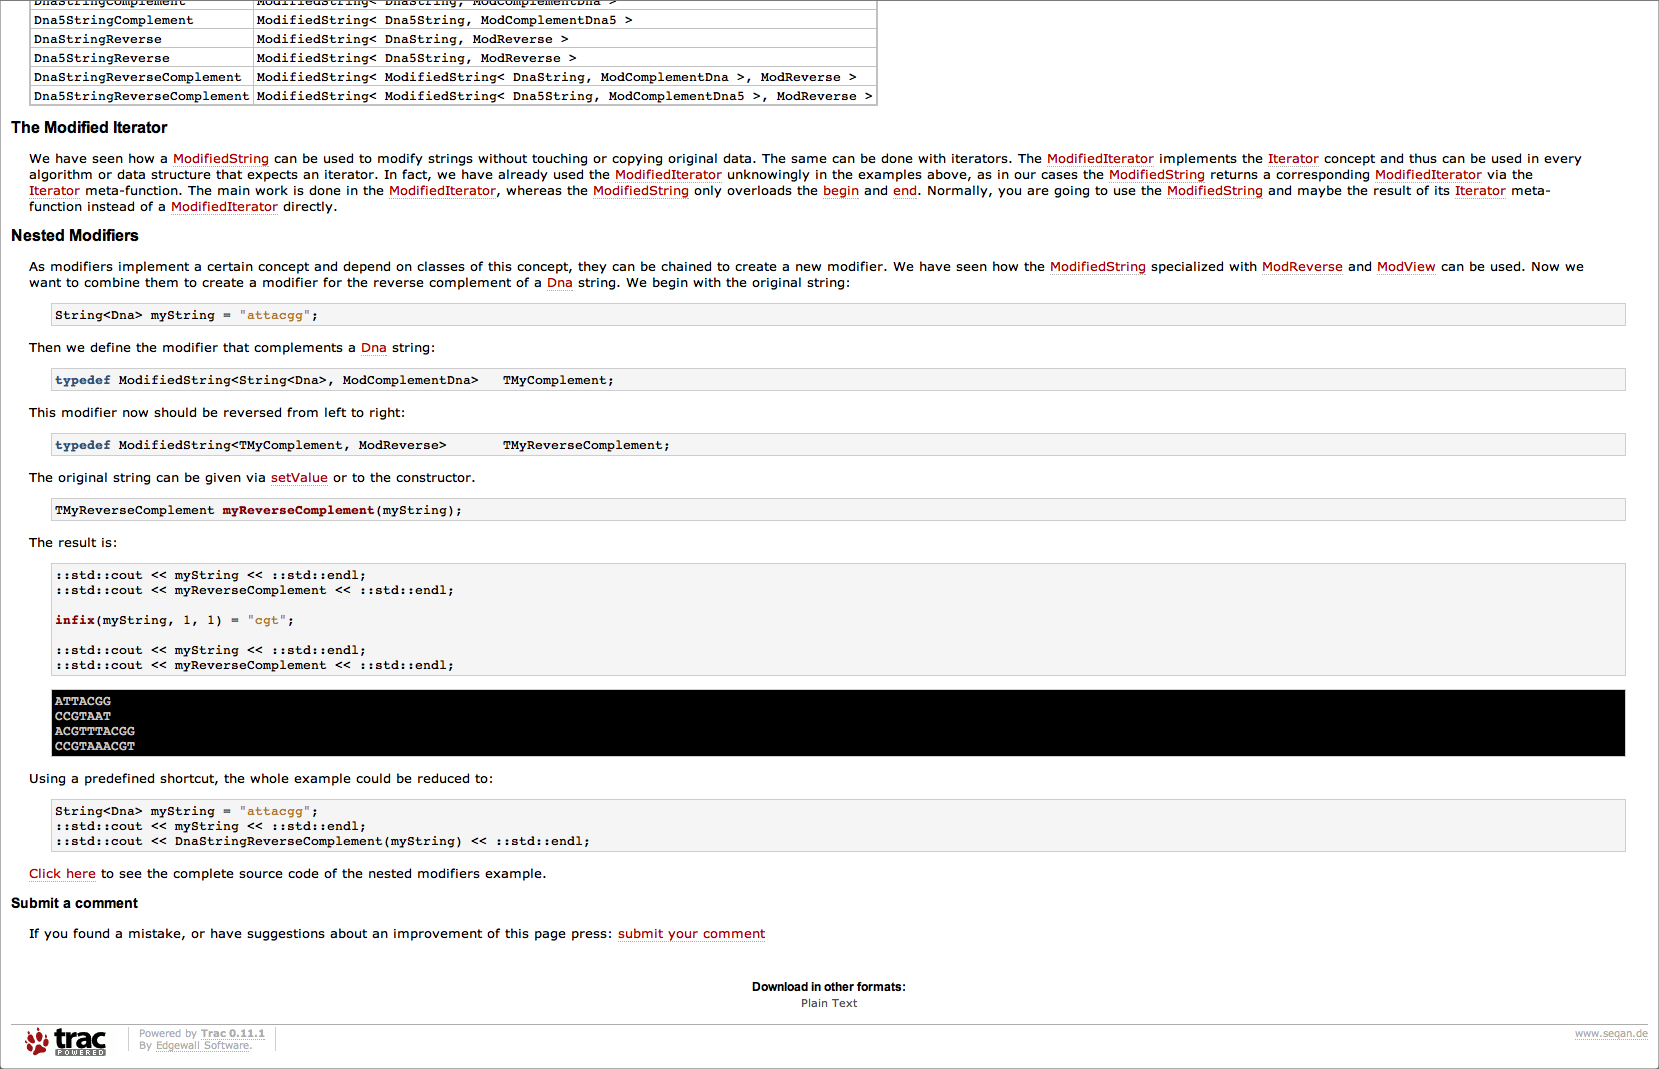 DnaStringComplement ModifiedString< DnaString, ModComplementDna >
Dna5StringComplement ModifiedString< Dna5String, ModComplementDna5 >
DnaStringReverse ModifiedString< DnaString, ModReverse >
Dna5StringReverse ModifiedString< Dna5String, ModReverse >
DnaStringReverseComplement ModifiedString< ModifiedString< DnaString, ModComplementDna >, ModReverse >
Dna5StringReverseComplement ModifiedString< ModifiedString< Dna5String, ModComplementDna5 >, ModReverse >
The Modified Iterator
We have seen how a ModifiedString can be used to modify strings without touching or copying original data. The same can be done with iterators. The ModifiedIterator implements the Iterator concept and thus can be used in every
algorithm or data structure that expects an iterator. In fact, we have already used the ModifiedIterator unknowingly in the examples above, as in our cases the ModifiedString returns a corresponding ModifiedIterator via the
Iterator meta-function. The main work is done in the ModifiedIterator, whereas the ModifiedString only overloads the begin and end. Normally, you are going to use the ModifiedString and maybe the result of its Iterator meta-
function instead of a ModifiedIterator directly.
Nested Modifiers
As modifiers implement a certain concept and depend on classes of this concept, they can be chained to create a new modifier. We have seen how the ModifiedString specialized with ModReverse and ModView can be used. Now we
want to combine them to create a modifier for the reverse complement of a Dna string. We begin with the original string:
String<Dna> myString = "attacgg";
Then we define the modifier that complements a Dna string:
typedef ModifiedString<String<Dna>, ModComplementDna>   TMyComplement;
This modifier now should be reversed from left to right:
typedef ModifiedString<TMyComplement, ModReverse>       TMyReverseComplement;
The original string can be given via setValue or to the constructor.
TMyReverseComplement myReverseComplement(myString);
The result is:
::std::cout << myString << ::std::endl;
::std::cout << myReverseComplement << ::std::endl;
infix(myString, 1, 1) = "cgt";
::std::cout << myString << ::std::endl;
::std::cout << myReverseComplement << ::std::endl;
ATTACGG
CCGTAAT
ACGTTTACGG
CCGTAAACGT
Using a predefined shortcut, the whole example could be reduced to:
String<Dna> myString = "attacgg";
::std::cout << myString << ::std::endl;
::std::cout << DnaStringReverseComplement(myString) << ::std::endl;
Click here to see the complete source code of the nested modifiers example.
Submit a comment
If you found a mistake, or have suggestions about an improvement of this page press: submit your comment
Download in other formats:
Plain Text
trac POWERED
Powered by Trac 0.11.1
By Edgewall Software.
www.seqan.de